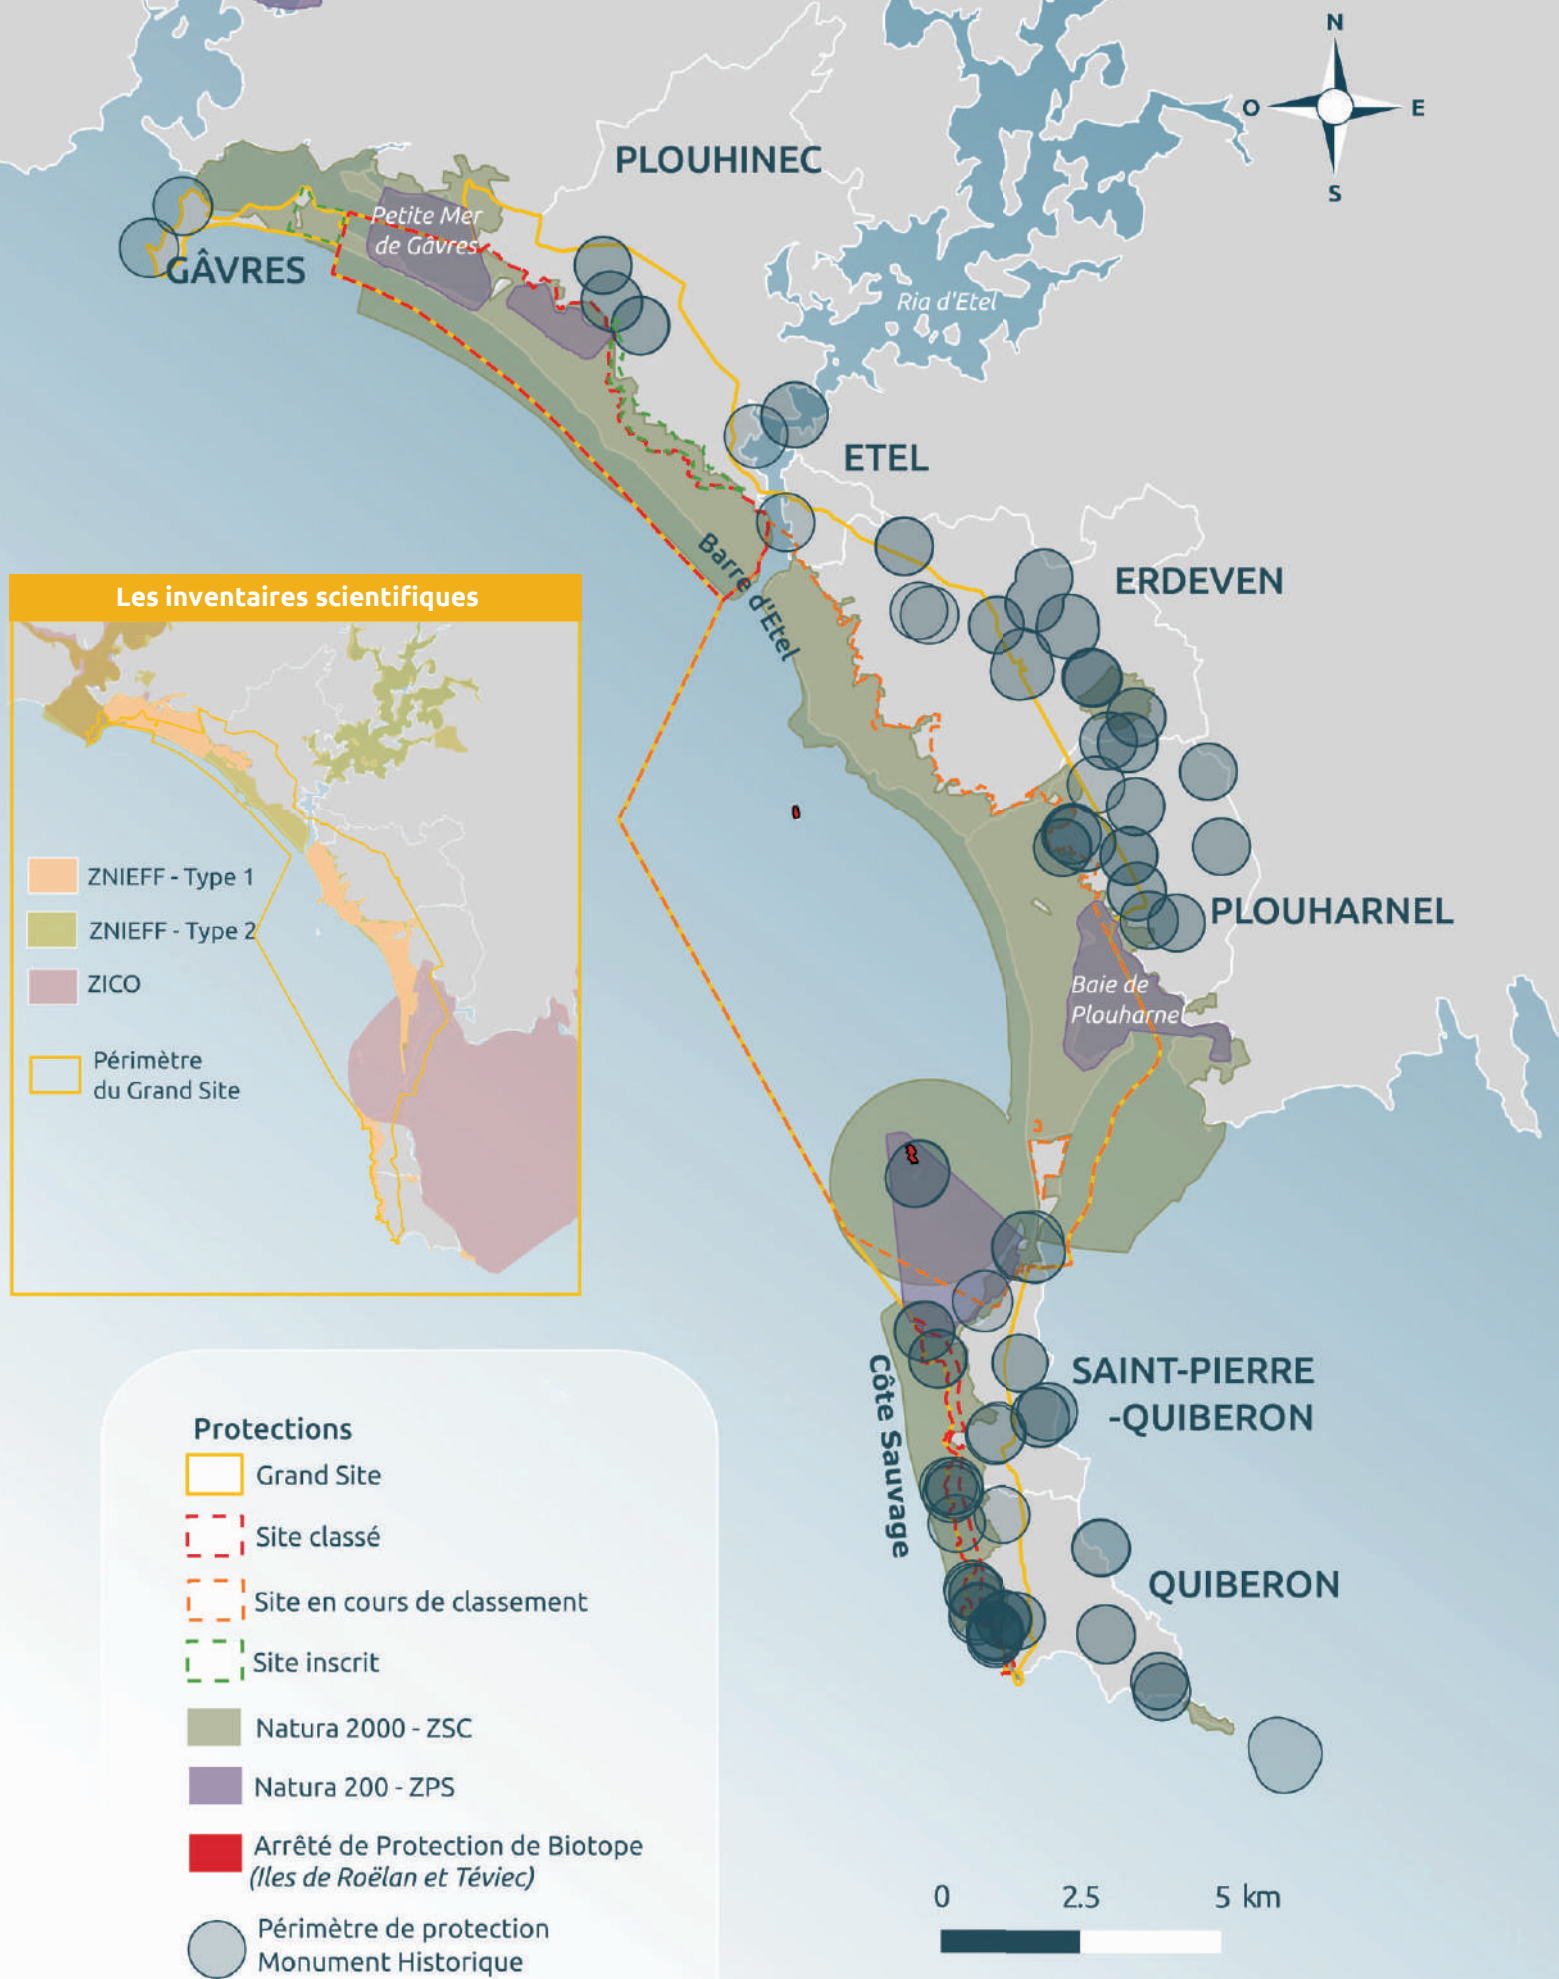 N
O
E
S
PLOUHINEC
Petite Mer
de Gâvres
GÂVRES
Ria d'Etel
ETEL
Barre d'Etel
ERDEVEN
PLOUHARNEL
Baie de
Plouharnel
Côte Sauvage
SAINT-PIERRE
-QUIBERON
QUIBERON
Les inventaires scientifiques
ZNIEFF - Type 1
ZNIEFF - Type 2
ZICO
Périmètre
du Grand Site
Protections
Grand Site
Site classé
Site en cours de classement
Site inscrit
Natura 2000 - ZSC
Natura 200 - ZPS
Arrêté de Protection de Biotope
(Iles de Roëlan et Téviec)
Périmètre de protection
Monument Historique
0 2.5 5 km